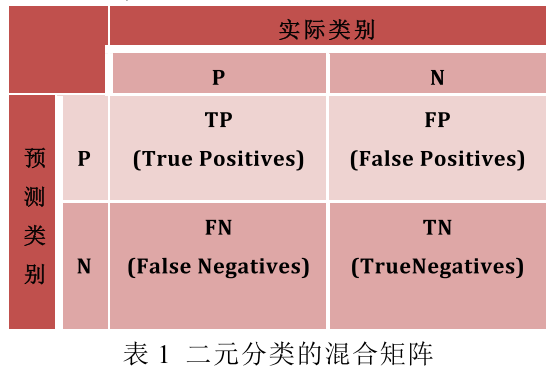 实际类别
P
N
预测类别
P
TP
(True Positives)
FP
(False Positives)
N
FN
(False Negatives)
TN
(TrueNegatives)
表 1 二元分类的混合矩阵